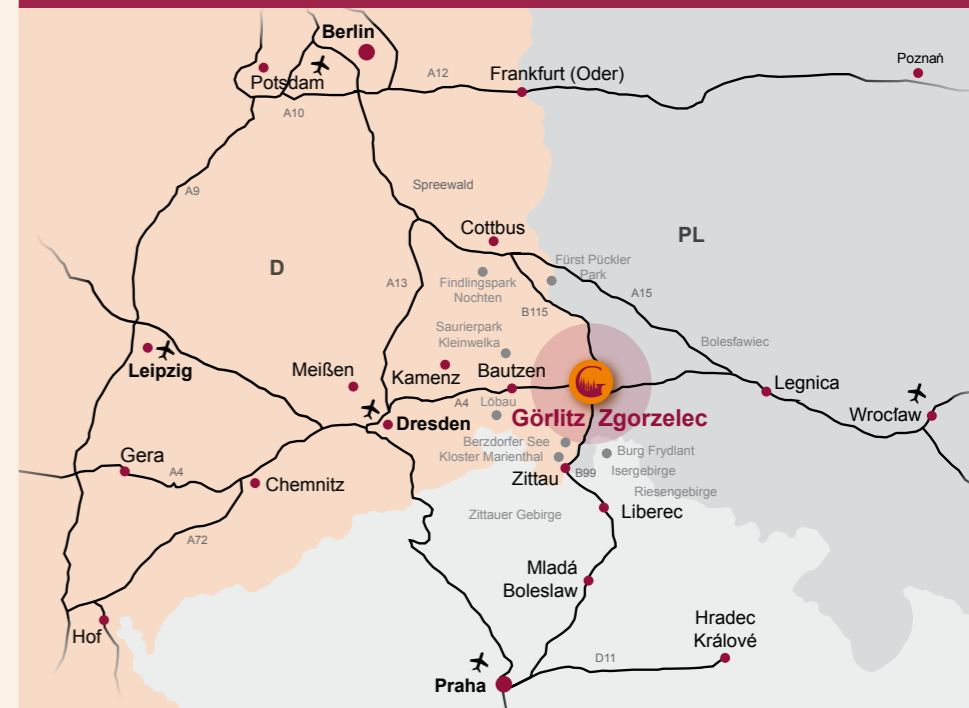 Berlin
Poznań
Potsdam
A12
Frankfurt (Oder)
A10
A9
Spreewald
Cottbus
PL
D
Fürst Pückler
Park
Findlingspark
Nochten
A13
A15
B115
Saurierpark
Kleinwelka
Bolesławiec
Leipzig
Meißen
Kamenz
Bautzen
G
Legnica
A4
Löbau
Görlitz
Zgorzelec
Wrocław
Dresden
Berzdorfer See
Kloster Marienthal
Burg Frydlant
Gera
A4
Zittau
B99
Isergebirge
Chemnitz
Riesengebirge
Zittauer Gebirge
Liberec
A72
Mladá
Boleslaw
Hradec
Králové
Hof
D11
Praha